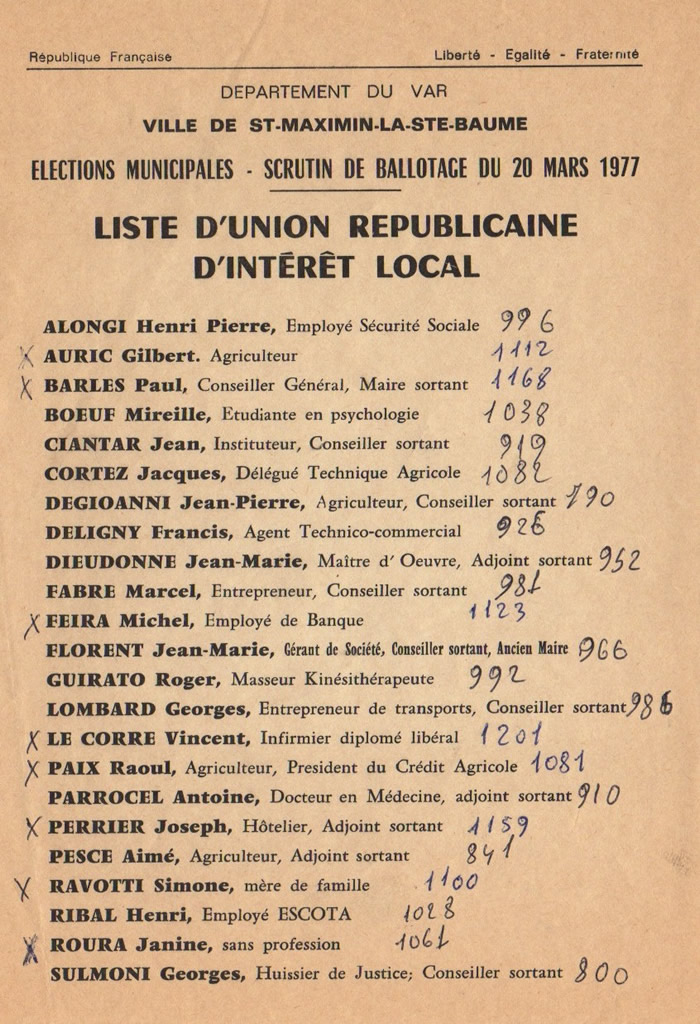 République Française Liberté - Egalité - Fraternité
DEPARTEMENT DU VAR
VILLE DE ST-MAXIMIN-LA-STE-BAUME
ELECTIONS MUNICIPALES - SCRUTIN DE BALLOTAGE DU 20 MARS 1977
LISTE D'UNION REPUBLICAINE
D'INTÉRÊT LOCAL
ALONGI Henri Pierre, Employé Sécurité Sociale 996
X AURIC Gilbert. Agriculteur 1112
X BARLES Paul, Conseiller Général, Maire sortant 1168
BOEUF Mireille, Etudiante en psychologie 1038
CIANTAR Jean, Instituteur, Conseiller sortant 919
CORTEZ Jacques, Délégué Technique Agricole 1082
DEGIOANNI Jean-Pierre, Agriculteur, Conseiller sortant 790
DELIGNY Francis, Agent Technico-commercial 926
DIEUDONNE Jean-Marie, Maître d'Oeuvre, Adjoint sortant 952
FABRE Marcel, Entrepreneur, Conseiller sortant 981
X FEIRA Michel, Employé de Banque 1123
FLORENT Jean-Marie, Gérant de Société, Conseiller sortant, Ancien Maire 966
GUIRATO Roger, Masseur Kinésithérapeute 992
LOMBARD Georges, Entrepreneur de transports, Conseiller sortant 986
X LE CORRE Vincent, Infirmier diplomé libéral 1201
X PAIX Raoul, Agriculteur, President du Crédit Agricole 1081
PARROCEL Antoine, Docteur en Médecine, adjoint sortant 910
X PERRIER Joseph, Hôtelier, Adjoint sortant 1159
PESCE Aimé, Agriculteur, Adjoint sortant 841
X RAVOTTI Simone, mère de famille 1100
RIBAL Henri, Employé ESCOTA 1028
X ROURA Janine, sans profession 1061
SULMONI Georges, Huissier de Justice; Conseiller sortant 800